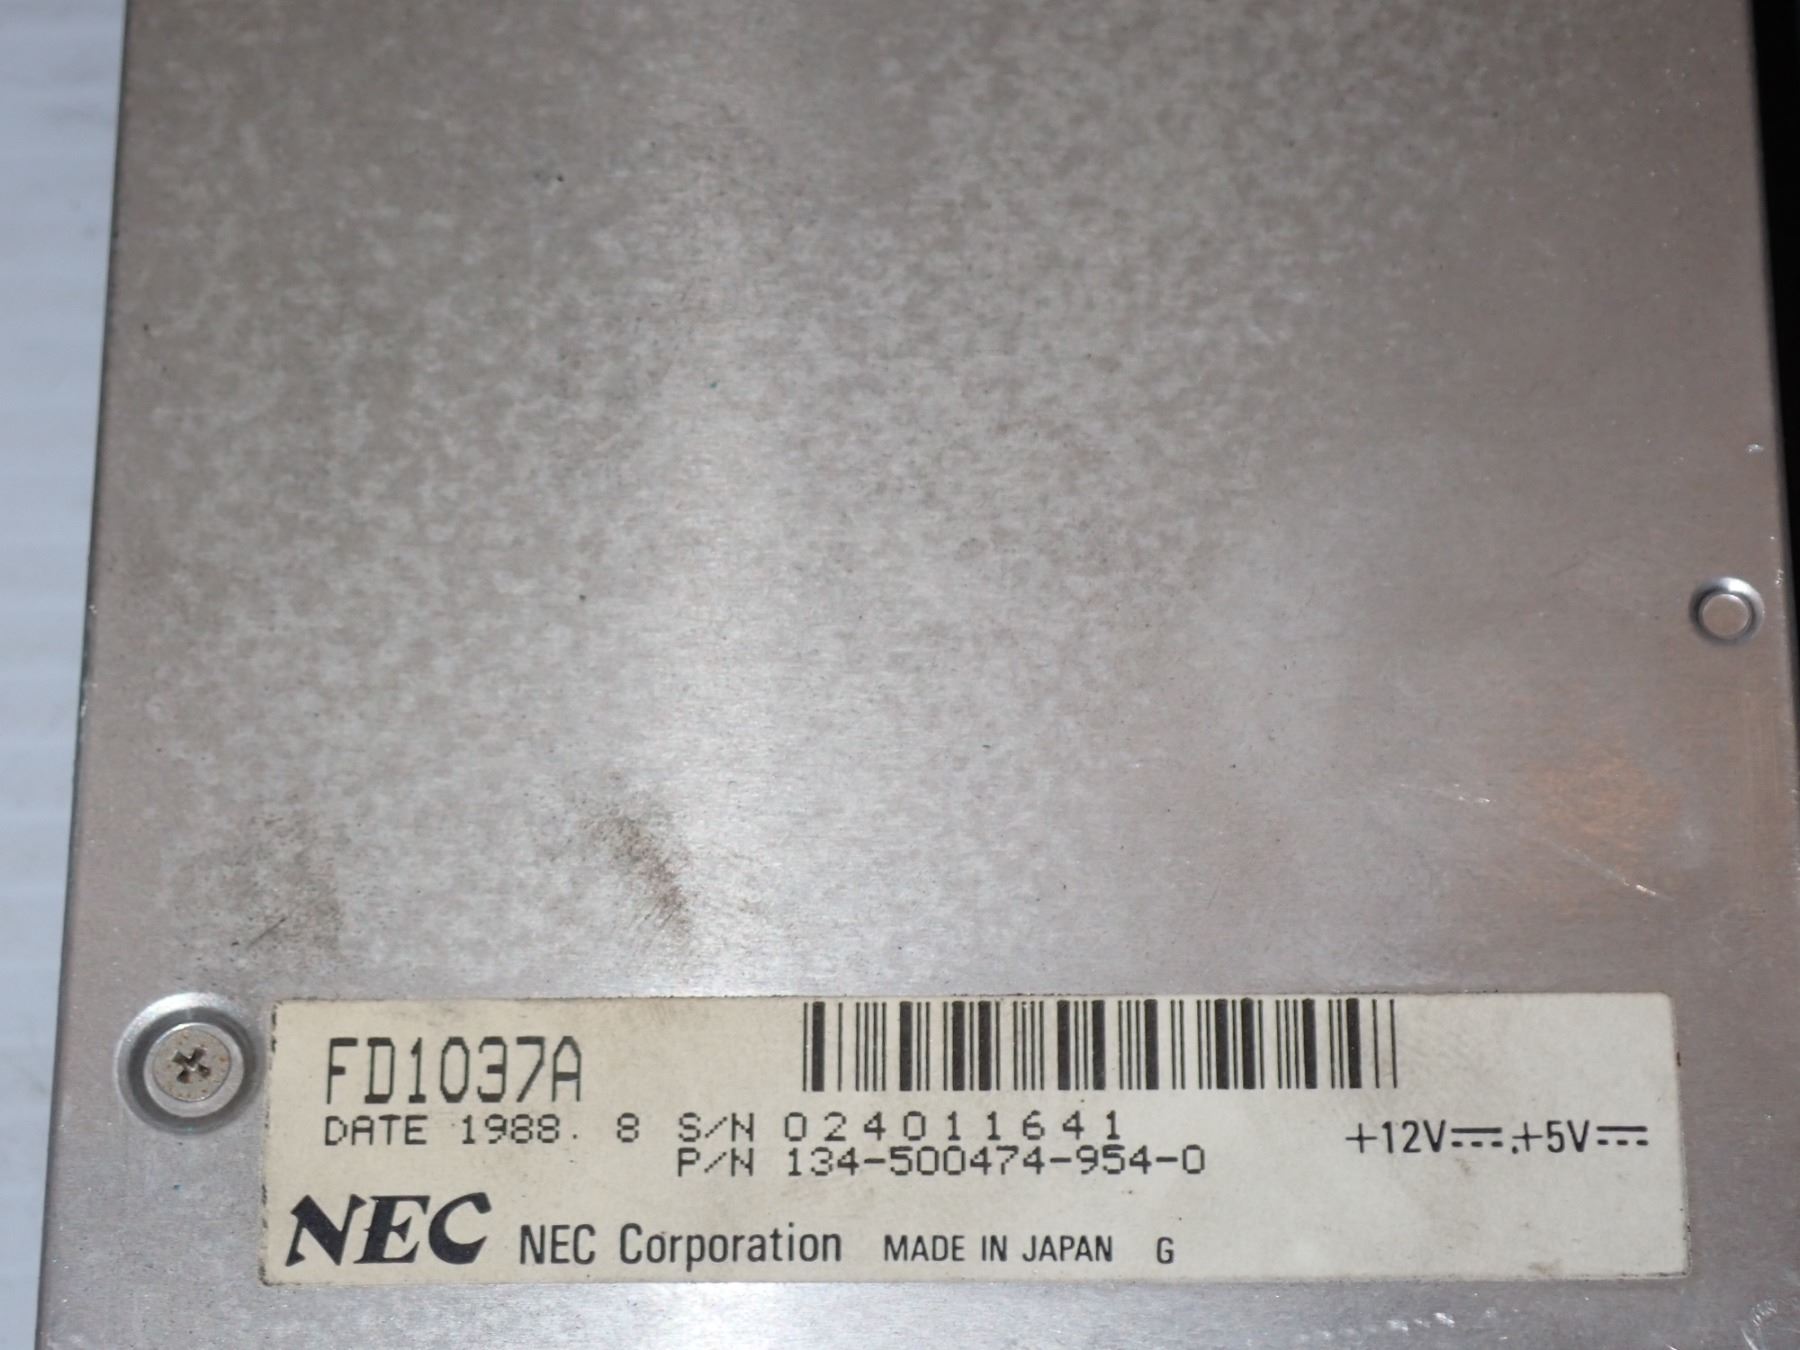 FD1037A
DATE 1988. 8 S/N 024011641
P/N 134-500474-954-0
+12V⎓.+5V⎓
NEC NEC Corporation MADE IN JAPAN G